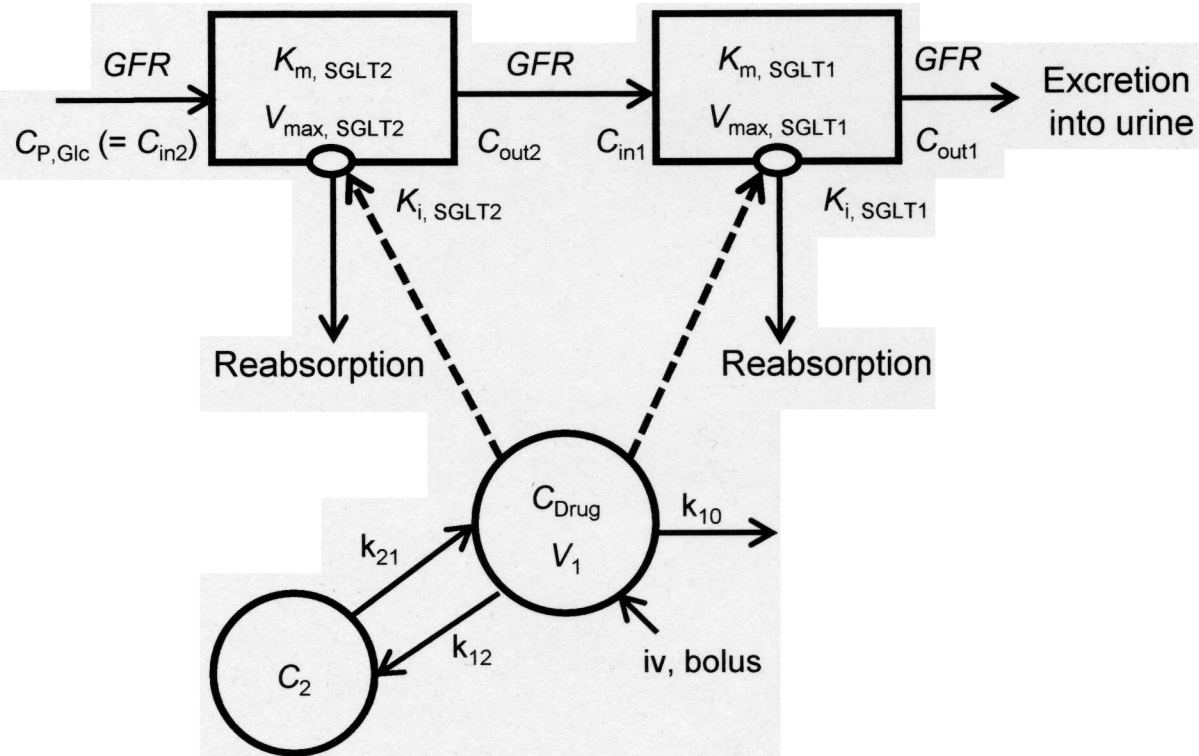 GFR
K_m, SGLT2
GFR
K_m, SGLT1
GFR
Excretion
into urine
C_P,Glc (= C_in2)
V_max, SGLT2
C_out2
C_in1
V_max, SGLT1
C_out1
K_i, SGLT2
K_i, SGLT1
Reabsorption
Reabsorption
C_Drug
V_1
k_10
k_21
k_12
iv, bolus
C_2